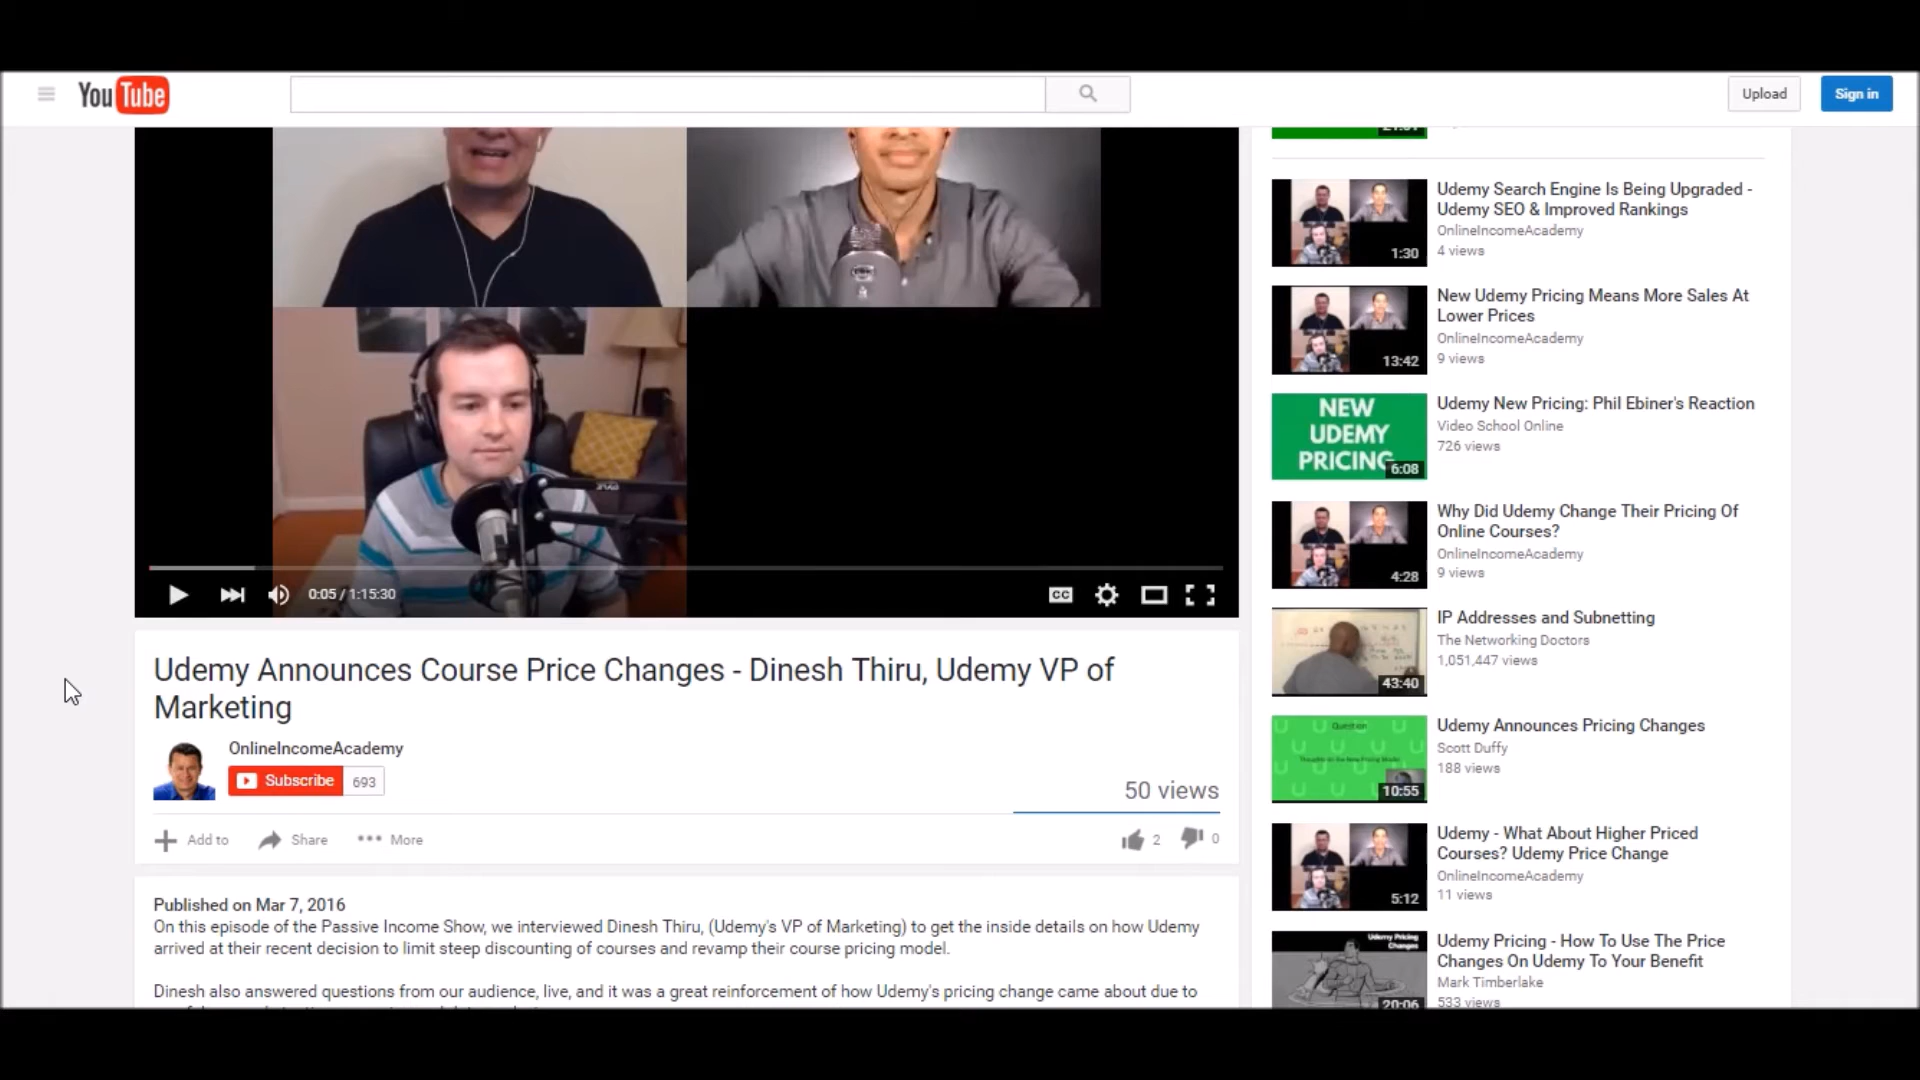 YouTube
Upload
Sign in
0:05 / 1:15:30
CC
Udemy Announces Course Price Changes - Dinesh Thiru, Udemy VP of
Marketing
OnlineIncomeAcademy
Subscribe 693
50 views
Add to
Share
More
2
0
Published on Mar 7, 2016
On this episode of the Passive Income Show, we interviewed Dinesh Thiru, (Udemy's VP of Marketing) to get the inside details on how Udemy
arrived at their recent decision to limit steep discounting of courses and revamp their course pricing model.
Dinesh also answered questions from our audience, live, and it was a great reinforcement of how Udemy's pricing change came about due to
1:30
Udemy Search Engine Is Being Upgraded -
Udemy SEO & Improved Rankings
OnlineIncomeAcademy
4 views
13:42
New Udemy Pricing Means More Sales At
Lower Prices
OnlineIncomeAcademy
9 views
NEW
UDEMY
PRICING
6:08
Udemy New Pricing: Phil Ebiner's Reaction
Video School Online
726 views
4:28
Why Did Udemy Change Their Pricing Of
Online Courses?
OnlineIncomeAcademy
9 views
43:40
IP Addresses and Subnetting
The Networking Doctors
1,051,447 views
Question
Thoughts on the New Pricing Model
10:55
Udemy Announces Pricing Changes
Scott Duffy
188 views
5:12
Udemy - What About Higher Priced
Courses? Udemy Price Change
OnlineIncomeAcademy
11 views
Udemy Pricing
Changes
20:06
Udemy Pricing - How To Use The Price
Changes On Udemy To Your Benefit
Mark Timberlake
533 views